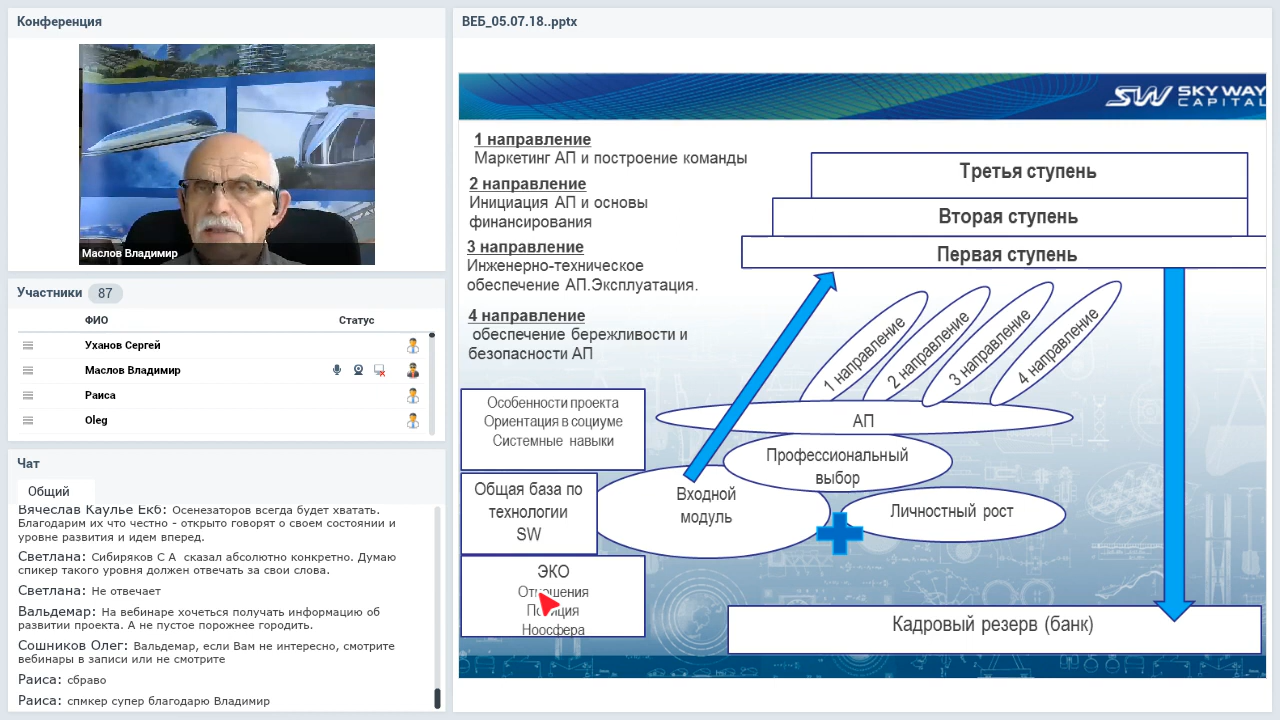 Конференция
Маслов Владимир
Участники 87
ФИО Статус
Уханов Сергей
Маслов Владимир
Раиса
Oleg
Чат
Общий
Вячеслав Каулье Екб: Осенезаторов всегда будет хватать.
Благодарим их что честно - открыто говорят о своем состоянии и
уровне развития и идем вперед.
Светлана: Сибиряков С А сказал абсолютно конкретно. Думаю
спикер такого уровня должен отвечать за свои слова.
Светлана: Не отвечает
Вальдемар: На вебинаре хочеться получать информацию об
развитии проекта. А не пустое порожнее городить.
Сошников Олег: Вальдемар, если Вам не интересно, смотрите
вебинары в записи или не смотрите
Раиса: сбраво
Раиса: спмкер супер благодарю Владимир
ВЕБ_05.07.18..pptx
SW SKY WAY
CAPITAL
1 направление
Маркетинг АП и построение команды
2 направление
Инициация АП и основы
финансирования
3 направление
Инженерно-техническое
обеспечение АП.Эксплуатация.
4 направление
обеспечение бережливости и
безопасности АП
Третья ступень
Вторая ступень
Первая ступень
1 направление
2 направление
3 направление
4 направление
АП
Профессиональный
выбор
Входной
модуль
Личностный рост
Особенности проекта
Ориентация в социуме
Системные навыки
Общая база по
технологии
SW
ЭКО
Ноосфера
Кадровый резерв (банк)